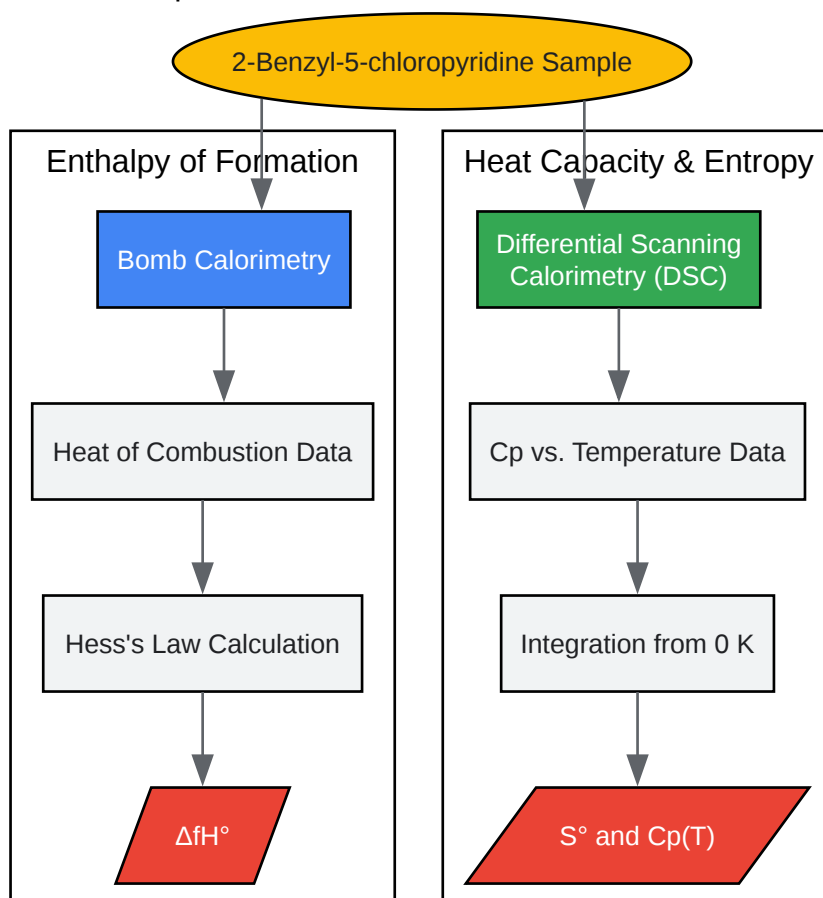 2-Benzyl-5-chloropyridine Sample
Enthalpy of Formation
Bomb Calorimetry
Heat of Combustion Data
Hess's Law Calculation
ΔfH°
Heat Capacity & Entropy
Differential Scanning
Calorimetry (DSC)
Cp vs. Temperature Data
Integration from 0 K
S° and Cp(T)